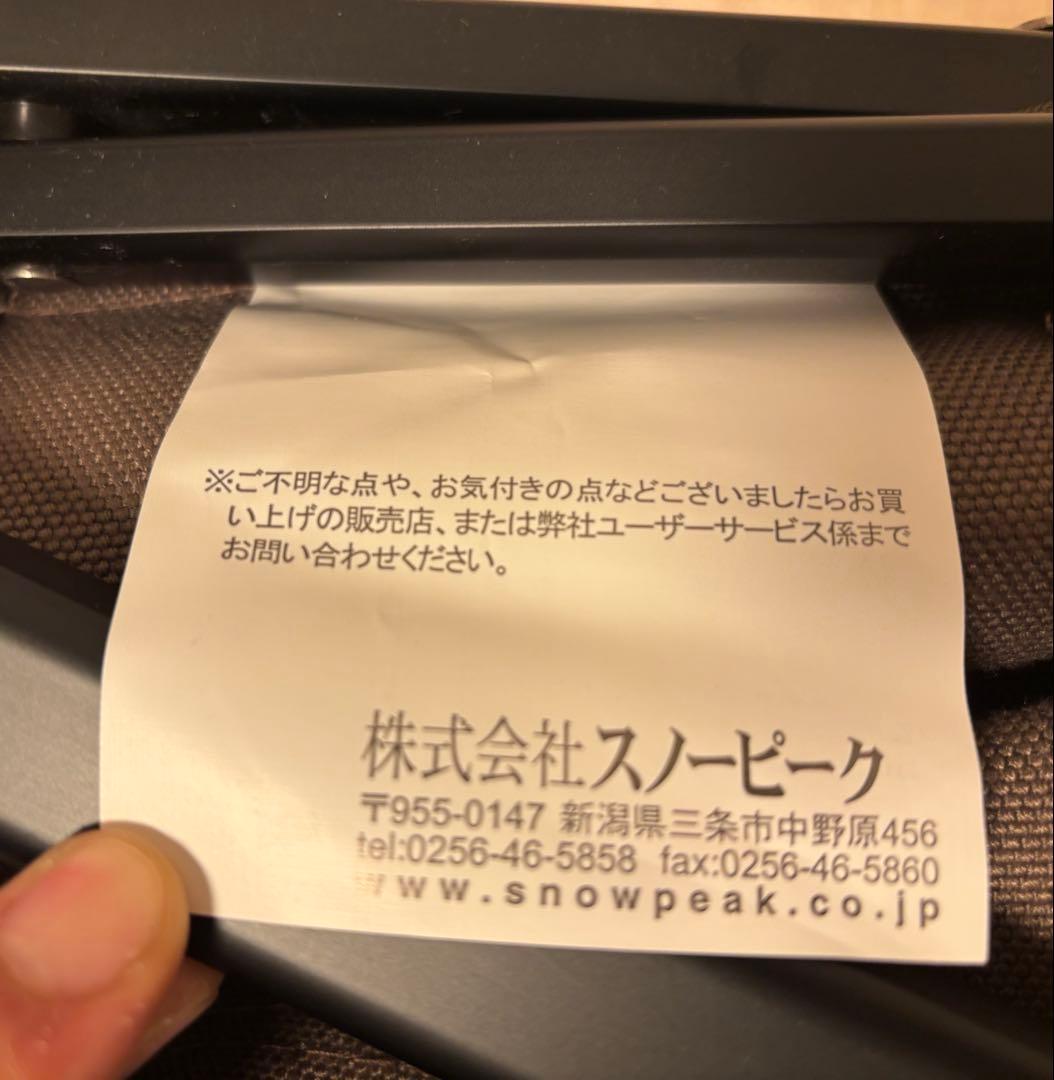 ※ご不明な点や、お気付きの点などございましたらお買
い上げの販売店、または弊社ユーザーサービス係まで
お問い合わせください。
株式会社スノーピーク
〒955-0147 新潟県三条市中野原456
tel:0256-46-5858 fax:0256-46-5860
www.snowpeak.co.jp